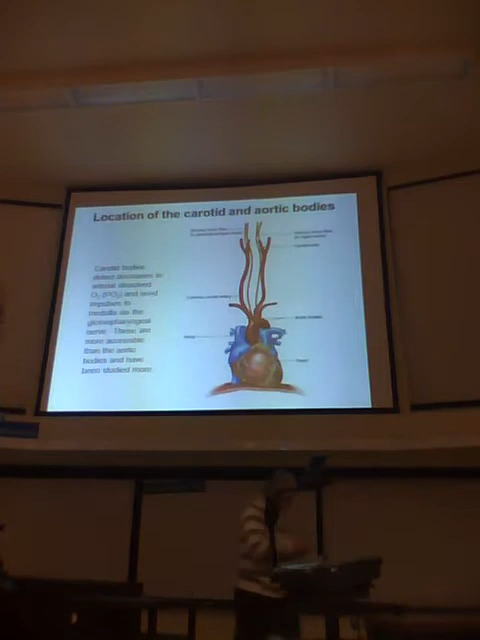 Location of the carotid and aortic bodies
Carotid bodies
detect decreases in
arterial dissolved
O₂ (PO₂) and send
impulses to
medulla via the
glossopharyngeal
nerve. These are
more accessible
than the aortic
bodies and have
been studied more.